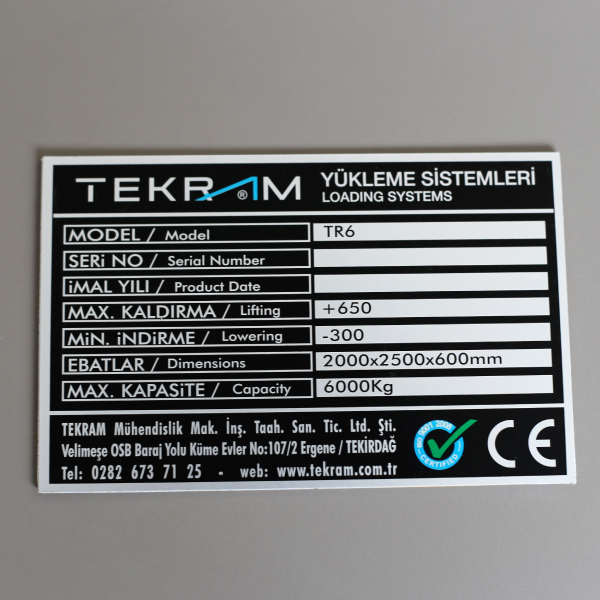 TEKRAM ® YÜKLEME SİSTEMLERİ
LOADING SYSTEMS
MODEL / Model TR6
SERi NO / Serial Number
iMAL YILI / Product Date
MAX. KALDIRMA / Lifting +650
MiN. iNDiRME / Lowering -300
EBATLAR / Dimensions 2000x2500x600mm
MAX. KAPASiTE / Capacity 6000Kg
TEKRAM Mühendislik Mak. İnş. Taah. San. Tic. Ltd. Şti.
Velimeşe OSB Baraj Yolu Küme Evler No:107/2 Ergene / TEKİRDAĞ
Tel: 0282 673 71 25 - web: www.tekram.com.tr
ISO 9001 2008
CERTIFIED
CE